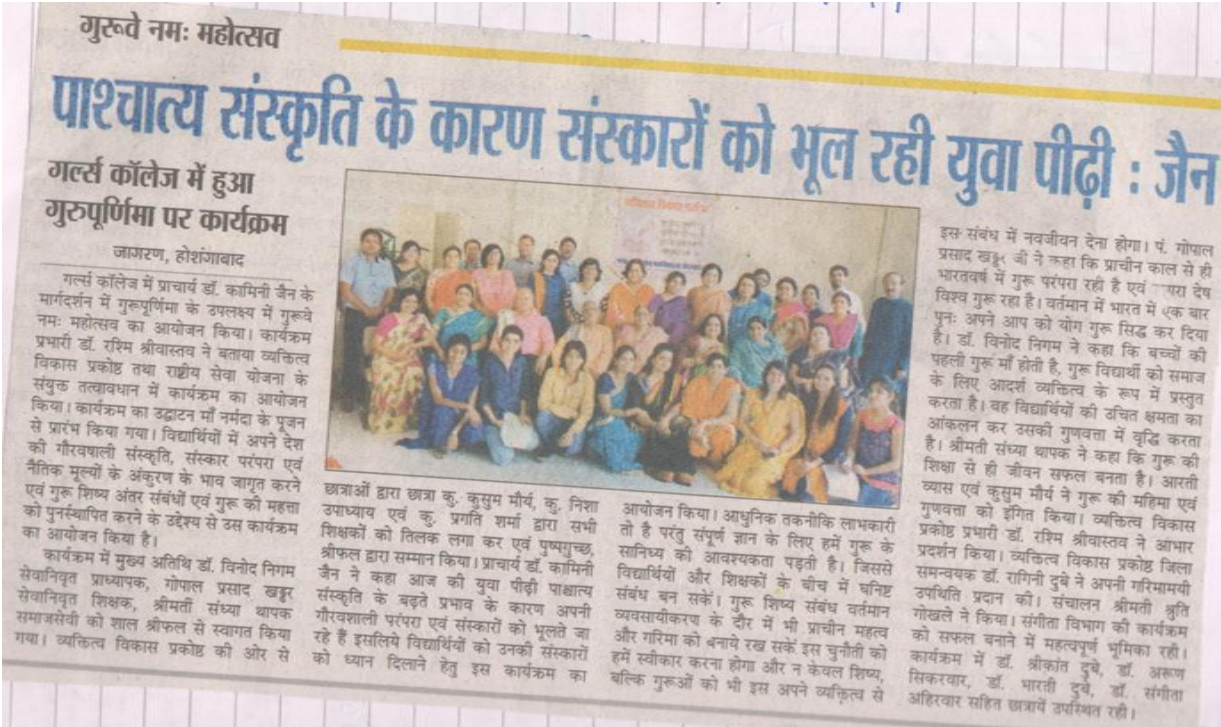 गुरूवे नमः महोत्सव
पाश्चात्य संस्कृति के कारण संस्कारों को भूल रही युवा पीढ़ी : जैन
गर्ल्स कॉलेज में हुआ
गुरुपूर्णिमा पर कार्यक्रम
जागरण, होशंगाबाद
गर्ल्स कॉलेज में प्राचार्य डॉ. कामिनी जैन के
मार्गदर्शन में गुरूपूर्णिमा के उपलक्ष्य में गुरूवे
नमः महोत्सव का आयोजन किया। कार्यक्रम
प्रभारी डॉ. रश्मि श्रीवास्तव ने बताया व्यक्तित्व
विकास प्रकोष्ठ तथा राष्ट्रीय सेवा योजना के
संयुक्त तत्वावधान में कार्यक्रम का आयोजन
किया। कार्यक्रम का उद्घाटन माँ नर्मदा के पूजन
से प्रारंभ किया गया। विद्यार्थियों में अपने देश
की गौरवषाली संस्कृति, संस्कार परंपरा एवं
नैतिक मूल्यों के अंकुरण के भाव जागृत करने
एवं गुरू शिष्य अंतर संबंधों एवं गुरू की महत्ता
को पुनर्स्थापित करने के उद्देश्य से उस कार्यक्रम
का आयोजन किया है।
कार्यक्रम में मुख्य अतिथि डॉ. विनोद निगम
सेवानिवृत प्राध्यापक, गोपाल प्रसाद खड्डर
सेवानिवृत शिक्षक, श्रीमती संध्या थापक
समाजसेवी को शाल श्रीफल से स्वागत किया
गया। व्यक्तित्व विकास प्रकोष्ठ की ओर से
छात्राओं द्वारा छात्रा कु. कुसुम मौर्य, कु. निशा
उपाध्याय एवं कु. प्रगति शर्मा द्वारा सभी
शिक्षकों को तिलक लगा कर एवं पुष्पगुच्छ,
श्रीफल द्वारा सम्मान किया। प्राचार्य डॉ. कामिनी
जैन ने कहा आज की युवा पीढ़ी पाश्चात्य
संस्कृति के बढ़ते प्रभाव के कारण अपनी
गौरवशाली परंपरा एवं संस्कारों को भूलते जा
रहे हैं इसलिये विद्यार्थियों को उनकी संस्कारों
को ध्यान दिलाने हेतु इस कार्यक्रम का
आयोजन किया। आधुनिक तकनीकि लाभकारी
तो है परंतु संपूर्ण ज्ञान के लिए हमें गुरू के
सानिध्य की आवश्यकता पड़ती है। जिससे
विद्यार्थियों और शिक्षकों के बीच में घनिष्ट
संबंध बन सकें। गुरू शिष्य संबंध वर्तमान
व्यवसायीकरण के दौर में भी प्राचीन महत्व
और गरिमा को बनाये रख सके इस चुनौती को
हमें स्वीकार करना होगा और न केवल शिष्य,
बल्कि गुरूओं को भी इस अपने व्यक्तित्व से
इस संबंध में नवजीवन देना होगा। पं. गोपाल
प्रसाद खड्डर जी ने कहा कि प्राचीन काल से ही
भारतवर्ष में गुरू परंपरा रही है एवं देष
विश्व गुरू रहा है। वर्तमान में भारत में एक बार
पुनः अपने आप को योग गुरू सिद्ध कर दिया
है। डॉ. विनोद निगम ने कहा कि बच्चों की
पहली गुरू माँ होती है, गुरू विद्यार्थी को समाज
के लिए आदर्श व्यक्तित्व के रूप में प्रस्तुत
करता है। वह विद्यार्थियों की उचित क्षमता का
आंकलन कर उसकी गुणवत्ता में वृद्धि करता
है। श्रीमती संध्या थापक ने कहा कि गुरू की
शिक्षा से ही जीवन सफल बनता है। आरती
व्यास एवं कुसुम मौर्य ने गुरू की महिमा एवं
गुणवत्ता को इंगित किया। व्यक्तित्व विकास
प्रकोष्ठ प्रभारी डॉ. रश्मि श्रीवास्तव ने आभार
प्रदर्शन किया। व्यक्तित्व विकास प्रकोष्ठ जिला
समन्वयक डॉ. रागिनी दुबे ने अपनी गरिमामयी
उपथिति प्रदान की। संचालन श्रीमती श्रुति
गोखले ने किया। संगीता विभाग की कार्यक्रम
को सफल बनाने में महत्वपूर्ण भूमिका रही।
कार्यक्रम में डॉ. श्रीकांत दुबे, डॉ. अरूण
सिकरवार, डॉ. भारती दुबे, डॉ. संगीता
अहिरवार सहित छात्रायें उपस्थित रही।